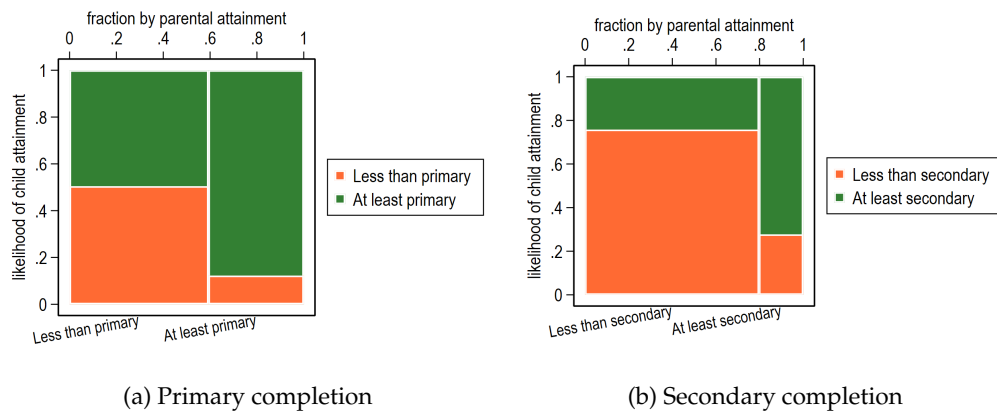 fraction by parental attainment
0 .2 .4 .6 .8 1
likelihood of child attainment
1
.8
.6
.4
.2
0
Less than primary At least primary
Less than primary
At least primary
(a) Primary completion
fraction by parental attainment
0 .2 .4 .6 .8 1
likelihood of child attainment
1
.8
.6
.4
.2
0
Less than secondary At least secondary
Less than secondary
At least secondary
(b) Secondary completion